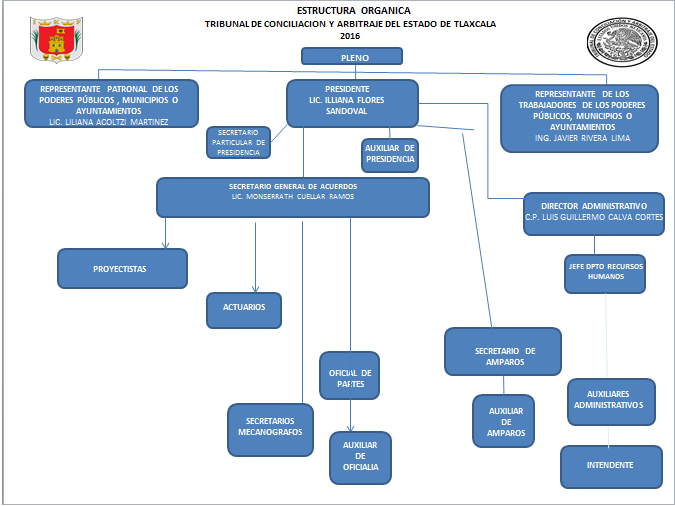 ESTRUCTURA ORGANICA
TRIBUNAL DE CONCILIACION Y ARBITRAJE DEL ESTADO DE TLAXCALA
2016
PLENO
REPRESENTANTE PATRONAL DE LOS
PODERES PÚBLICOS , MUNICIPIOS O
AYUNTAMIENTOS
LIC. LILIANA ACOLTZI MARTINEZ
PRESIDENTE
LIC. ILLIANA FLORES
SANDOVAL
REPRESENTANTE DE LOS
TRABAJADORES DE LOS PODERES
PÚBLICOS, MUNICIPIOS O
AYUNTAMIENTOS
ING. JAVIER RIVERA LIMA
SECRETARIO
PARTICULAR DE
PRESIDENCIA
AUXILIAR DE
PRESIDENCIA
SECRETARIO GENERAL DE ACUERDOS
LIC. MONSERRATH CUELLAR RAMOS
DIRECTOR ADMINISTRATIVO
C.P. LUIS GUILLERMO CALVA CORTES
PROYECTISTAS
JEFE DPTO RECURSOS
HUMANOS
ACTUARIOS
SECRETARIO DE
AMPAROS
OFICIAL DE
PARTES
AUXILIARES
ADMINISTRATIVOS
SECRETARIOS
MECANOGRAFOS
AUXILIAR
DE
AMPAROS
AUXILIAR
DE
OFICIALIA
INTENDENTE